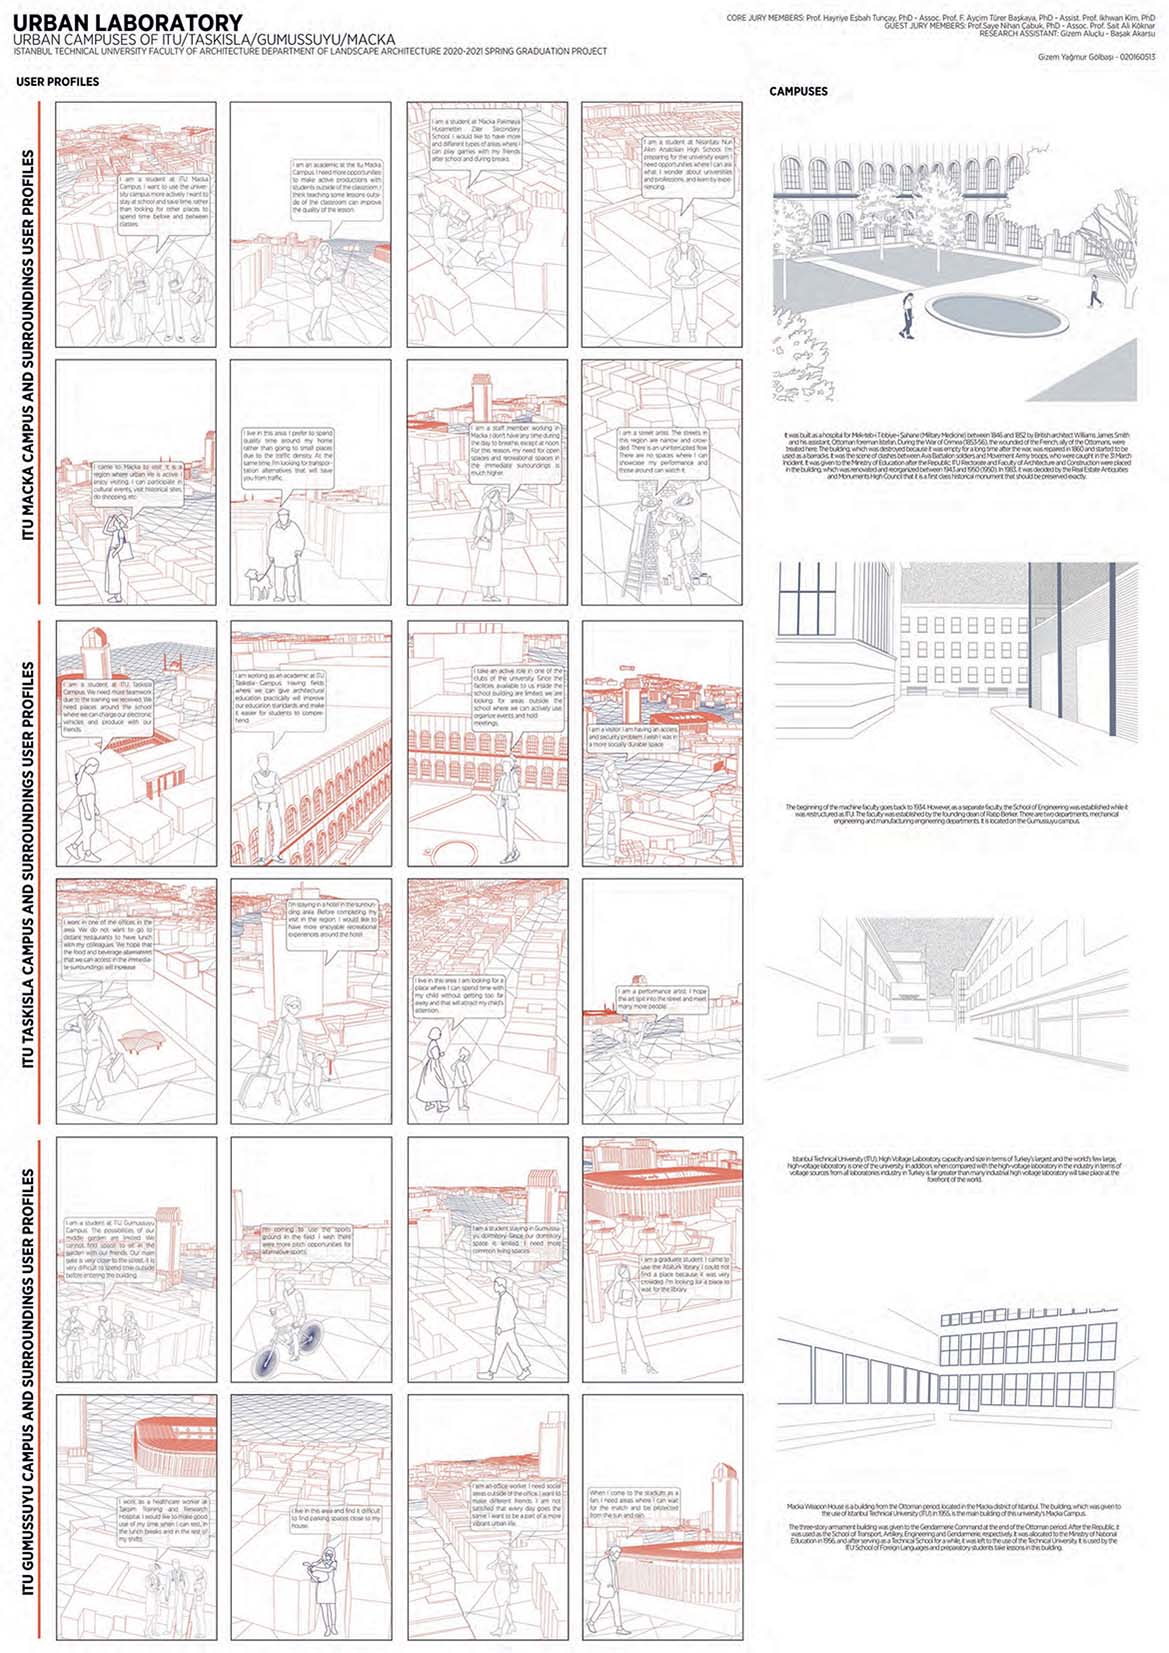 URBAN LABORATORY
URBAN CAMPUSES OF ITU/TASKISLA/GUMUSSUYU/MACKA
ISTANBUL TECHNICAL UNIVERSITY FACULTY OF ARCHITECTURE DEPARTMENT OF LANDSCAPE ARCHITECTURE 2020-2021 SPRING GRADUATION PROJECT
CORE JURY MEMBERS: Prof. Hayriye Eşbah Tunçay, PhD - Assoc. Prof. F. Ayçim Türer Başkaya, PhD - Assist. Prof. Ikhwan Kim, PhD
GUEST JURY MEMBERS: Prof.Saye Nihan Çabuk, PhD - Assoc. Prof. Sait Ali Köknar
RESEARCH ASSISTANT: Gizem Aluçlu - Başak Akarsu
Gizem Yağmur Gölbaşı - 020160513
USER PROFILES
ITU MACKA CAMPUS AND SURROUNDINGS USER PROFILES
I am a student at ITU Macka
Campus. I want to use the univer-
sity campus more actively. I want to
stay at school and save time, rather
than looking for other places to
spend time before and between
classes.
I am an academic at the Itu Macka
Campus. I need more opportunities
to make active productions with
students outside of the classroom. I
think teaching some lessons outsi-
de of the classroom can improve
the quality of the lesson.
I am a student at Macka Pakmaya
Husamettin Ziler Secondary
School. I would like to have more
and different types of areas where I
can play games with my friends
after school and during breaks.
I am a student at Nisantası Nuri
Akın Anatolian High School. I'm
preparing for the university exam. I
need opportunities where I can ask
what I wonder about universities
and professions, and learn by expe-
riencing.
I came to Macka to visit. It is a
region where urban life is active. I
enjoy visiting. I can participate in
cultural events, visit historical sites,
do shopping, etc.
I live in this area. I prefer to spend
quality time around my home
rather than going to small places
due to the traffic density. At the
same time, I'm looking for transpor-
tation alternatives that will save
you from traffic.
I am a staff member working in
Macka. I don't have any time during
the day to breathe, except at noon.
For this reason, my need for open
spaces and recreational spaces in
the immediate surroundings is
much higher.
I am a street artist. The streets in
this region are narrow and crow-
ded. There is an uninterrupted flow.
There are no spaces where I can
showcase my performance and
those around can watch it.
ITU TASKISLA CAMPUS AND SURROUNDINGS USER PROFILES
I am a student at ITU Taskisla
Campus. We need more teamwork
due to the training we received. We
need places around the school
where we can charge our electronic
vehicles and produce with our
friends.
I am working as an academic at ITU
Taskisla Campus. Having fields
where we can give architectural
education practically will improve
our education standards and make
it easier for students to compre-
hend.
I take an active role in one of the
clubs of the university. Since the
facilities available to us inside the
school building are limited, we are
looking for areas outside the
school where we can actively use,
organize events and hold
meetings.
I am a visitor. I am having an access
and security problem. I wish I was in
a more socially durable space.
I work in one of the offices in the
area. We do not want to go to
distant restaurants to have lunch
with my colleagues. We hope that
the food and beverage alternatives
that we can access in the immedia-
te surroundings will increase.
I'm staying in a hotel in the surroun-
ding area. Before completing my
visit in the region, I would like to
have more enjoyable recreational
experiences around the hotel.
I live in this area. I am looking for a
place where I can spend time with
my child without getting too far
away and that will attract my child's
attention.
I am a performance artist. I hope
the art spit into the street and meet
many more people.
ITU GUMUSSUYU CAMPUS AND SURROUNDINGS USER PROFILES
I am a student at ITU Gumussuyu
Campus. The possibilities of our
middle garden are limited. We
cannot find space to sit in the
garden with our friends. Our main
gate is very close to the street, it is
very difficult to spend time outside
before entering the building.
I'm coming to use the sports
ground in the field. I wish there
were more pitch opportunities for
alternative sports.
I am a student staying in Gumussu-
yu dormitory. Since our dormitory
space is limited, I need more
common living spaces.
I am a graduate student. I came to
use the Atatürk library. I could not
find a place because it was very
crowded. I'm looking for a place to
wait for the library.
I work as a healthcare worker at
Taksim Training and Research
Hospital. I would like to make good
use of my time when I can rest, in
the lunch breaks and in the rest of
my shifts.
I live in this area and find it difficult
to find parking spaces close to my
house.
I am an office worker. I need social
areas outside of the office. I want to
make different friends. I am not
satisfied that every day goes the
same. I want to be a part of a more
vibrant urban life.
When I come to the stadium as a
fan, I need areas where I can wait
for the match and be protected
from the sun and rain.
CAMPUSES
It was built as a hospital for Mekteb-i Tıbbiye-i Şahane (Military Medicine) between 1846 and 1852 by British architect Williams James Smith
and his assistant, Ottoman foreman Istefan. During the War of Crimea (1853-56), the wounded of the French, ally of the Ottomans, were
treated here. The building, which was destroyed because it was empty for a long time after the war, was repaired in 1860 and started to be
used as a barracks. It was the scene of clashes between Avcı Battalion soldiers and Movement Army troops, who were caught in the 31 March
Incident. It was given to the Ministry of Education after the Republic. ITU Rectorate and Faculty of Architecture and Construction were placed
in the building, which was renovated and reorganized between 1943 and 1950 (1950). In 1983, it was decided by the Real Estate Antiquities
and Monuments High Council that it is a first class historical monument that should be preserved exactly.
The beginning of the machine faculty goes back to 1934. However, as a separate faculty, the School of Engineering was established while it
was restructured as ITU. The faculty was established by the founding dean of Ratıp Berker. There are two departments, mechanical
engineering and manufacturing engineering departments. It is located on the Gumussuyu campus.
Istanbul Technical University (ITU), High Voltage Laboratory, capacity and size in terms of Turkey's largest and the world's few large,
high-voltage laboratory is one of the university. In addition, when compared with the high-voltage laboratory in the industry in terms of
voltage sources from all laboratories industry in Turkey is far greater than many industrial high voltage laboratory will take place at the
forefront of the world.
Macka Weapon House is a building from the Ottoman period, located in the Macka district of Istanbul. The building, which was given to
the use of Istanbul Technical University (ITU) in 1955, is the main building of this university's Macka Campus.
The three-story armament building was given to the Gendarmerie Command at the end of the Ottoman period. After the Republic, it
was used as the School of Transport, Artillery, Engineering and Gendarmerie, respectively. It was allocated to the Ministry of National
Education in 1956, and after serving as a Technical School for a while, it was left to the use of the Technical University. It is used by the
ITU School of Foreign Languages and preparatory students take lessons in this building.